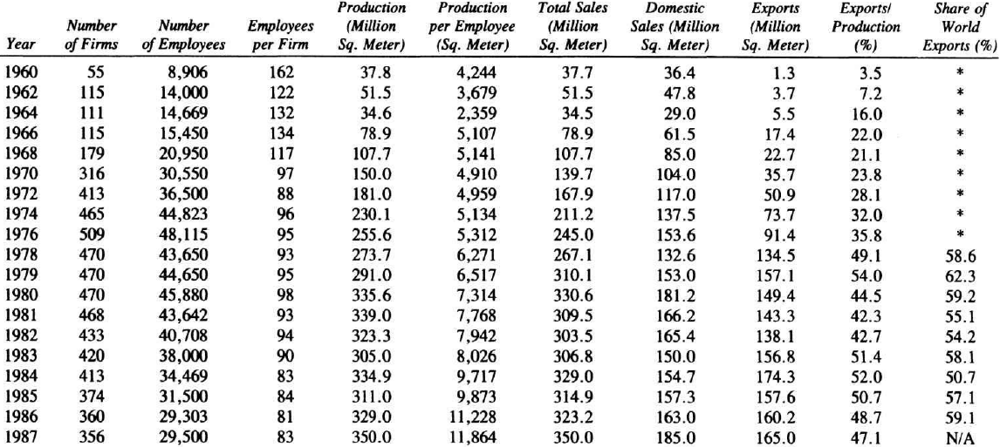 Production Production Total Sales Domestic Exports Exports/ Share of
Number Number Employees (Million per Employee (Million Sales (Million (Million Production World
Year of Firms of Employees per Firm Sq. Meter) (Sq. Meter) Sq. Meter) Sq. Meter) Sq. Meter) (%) Exports (%)
1960 55 8,906 162 37.8 4,244 37.7 36.4 1.3 3.5 *
1962 115 14,000 122 51.5 3,679 51.5 47.8 3.7 7.2 *
1964 111 14,669 132 34.6 2,359 34.5 29.0 5.5 16.0 *
1966 115 15,450 134 78.9 5,107 78.9 61.5 17.4 22.0 *
1968 179 20,950 117 107.7 5,141 107.7 85.0 22.7 21.1 *
1970 316 30,550 97 150.0 4,910 139.7 104.0 35.7 23.8 *
1972 413 36,500 88 181.0 4,959 167.9 117.0 50.9 28.1 *
1974 465 44,823 96 230.1 5,134 211.2 137.5 73.7 32.0 *
1976 509 48,115 95 255.6 5,312 245.0 153.6 91.4 35.8 *
1978 470 43,650 93 273.7 6,271 267.1 132.6 134.5 49.1 58.6
1979 470 44,650 95 291.0 6,517 310.1 153.0 157.1 54.0 62.3
1980 470 45,880 98 335.6 7,314 330.6 181.2 149.4 44.5 59.2
1981 468 43,642 93 339.0 7,768 309.5 166.2 143.3 42.3 55.1
1982 433 40,708 94 323.3 7,942 303.5 165.4 138.1 42.7 54.2
1983 420 38,000 90 305.0 8,026 306.8 150.0 156.8 51.4 58.1
1984 413 34,469 83 334.9 9,717 329.0 154.7 174.3 52.0 50.7
1985 374 31,500 84 311.0 9,873 314.9 157.3 157.6 50.7 57.1
1986 360 29,303 81 329.0 11,228 323.2 163.0 160.2 48.7 59.1
1987 356 29,500 83 350.0 11,864 350.0 185.0 165.0 47.1 N/A